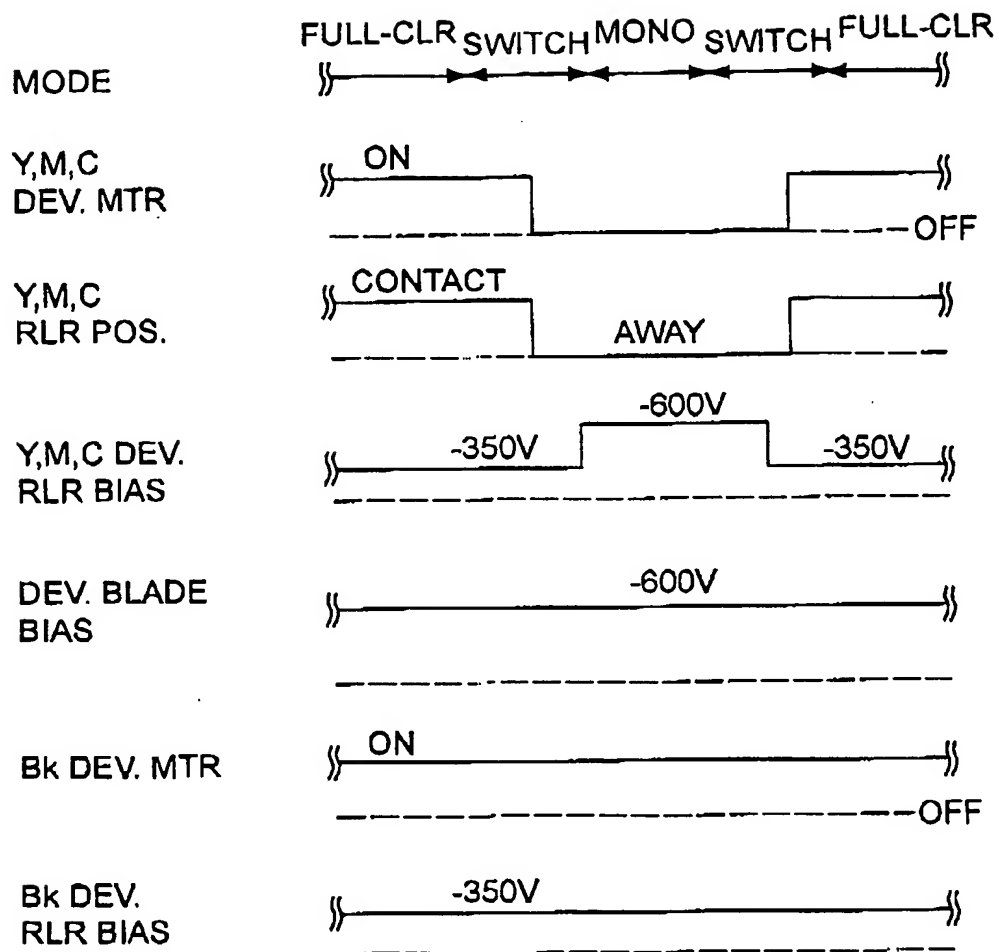 FULL-CLR SWITCH MONO SWITCH FULL-CLR
MODE
Y,M,C
DEV. MTR
ON
OFF
Y,M,C
RLR POS.
CONTACT
AWAY
Y,M,C DEV.
RLR BIAS
-350V
-600V
-350V
DEV. BLADE
BIAS
-600V
Bk DEV. MTR
ON
OFF
Bk DEV.
RLR BIAS
-350V